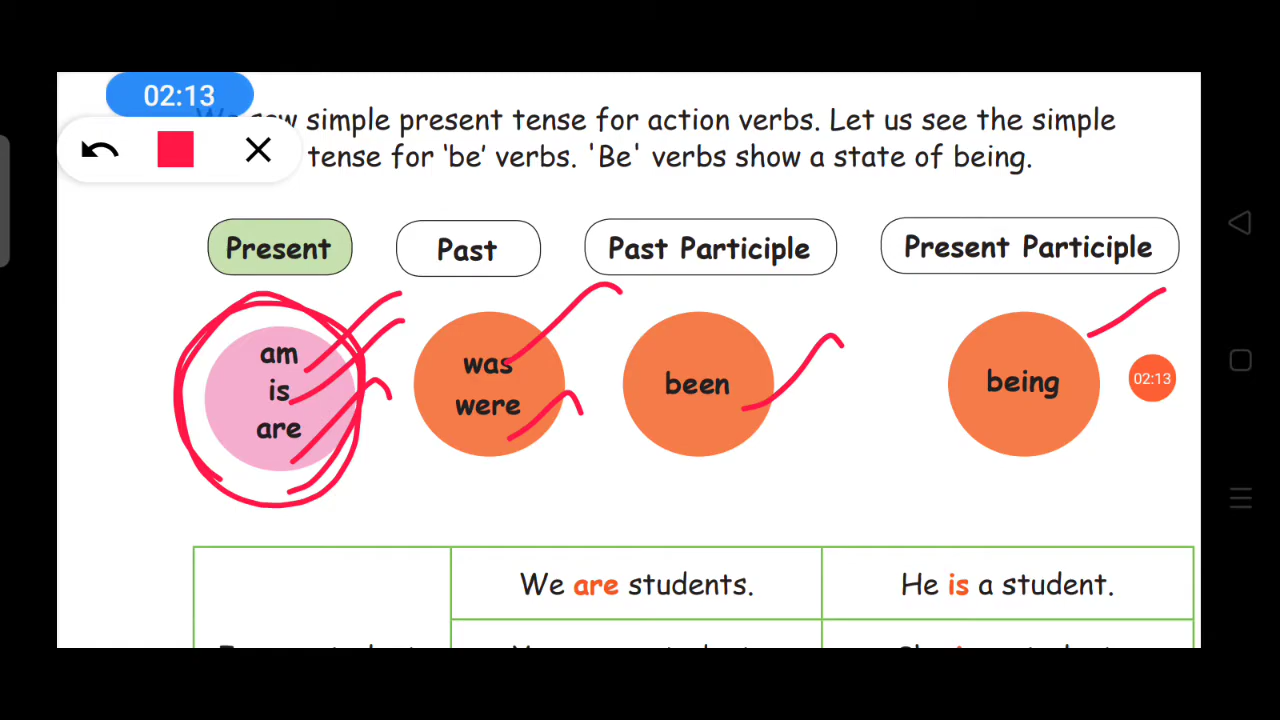 02:13
simple present tense for action verbs. Let us see the simple
tense for ‘be’ verbs. 'Be' verbs show a state of being.
Present Past Past Participle Present Participle
am
is
are
was
were
been
being
02:13
We are students. He is a student.